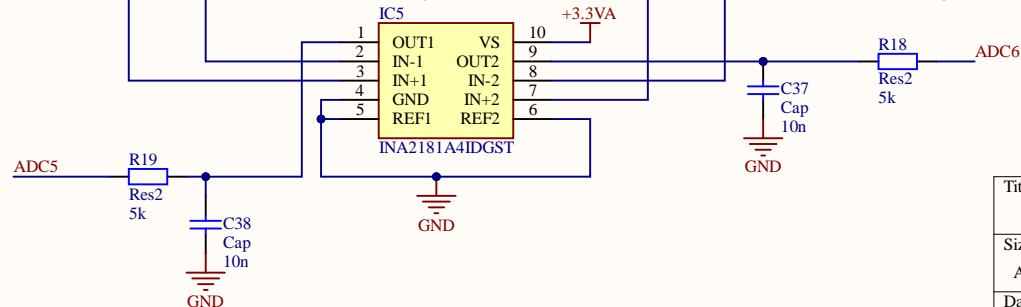 IC5
+3.3VA
1
OUT1
VS
10
2
IN-1
OUT2
9
3
IN+1
IN-2
8
4
GND
IN+2
7
5
REF1
REF2
6
INA2181A4IDGST
R18
Res2
5k
ADC6
C37
Cap
10n
GND
ADC5
R19
Res2
5k
C38
Cap
10n
GND
GND